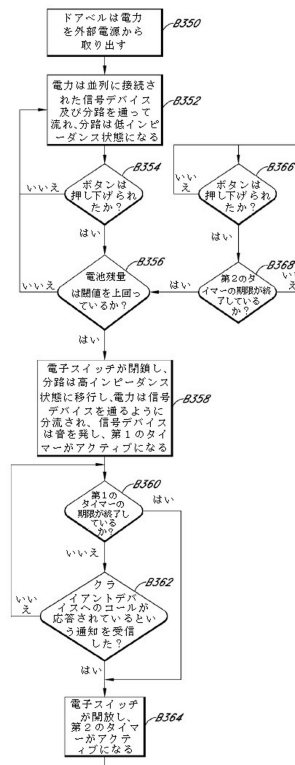 B350
ドアベルは電力
を外部電源から
取り出す
B352
電力は並列に接続さ
れた信号デバイス
及び分路を通って
流れ、分路は低インピ
ーダンス状態になる
B354
ボタンは
押し下げられ
たか?
いいえ
はい
B366
ボタンは
押し下げられ
たか?
いいえ
はい
B356
電池残量
は閾値を上回っ
ているか?
いいえ
はい
B368
第2のタ
イマーの期限が終
了している
か?
はい
いいえ
電子スイッチが閉鎖し、
分路は高インピーダンス
状態に移行し、電力は信号
デバイスを通るように
分流され、信号デバイス
は音を発し、第1のタイ
マーがアクティブになる
B358
B360
第1の
タイマーの
期限が終了して
いる
か?
はい
いいえ
B362
クラ
イアントデバ
イスへのコールが
応答されているとい
う通知を受信
した?
いい
え
はい
電子スイッチ
が開放し、
第2のタイマ
ーがアクテ
ィブになる
B364